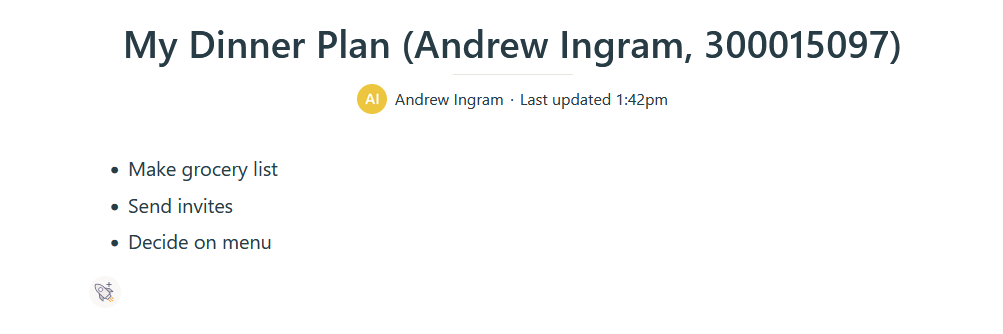 My Dinner Plan (Andrew Ingram, 300015097)
AI Andrew Ingram · Last updated 1:42pm
• Make grocery list
• Send invites
• Decide on menu